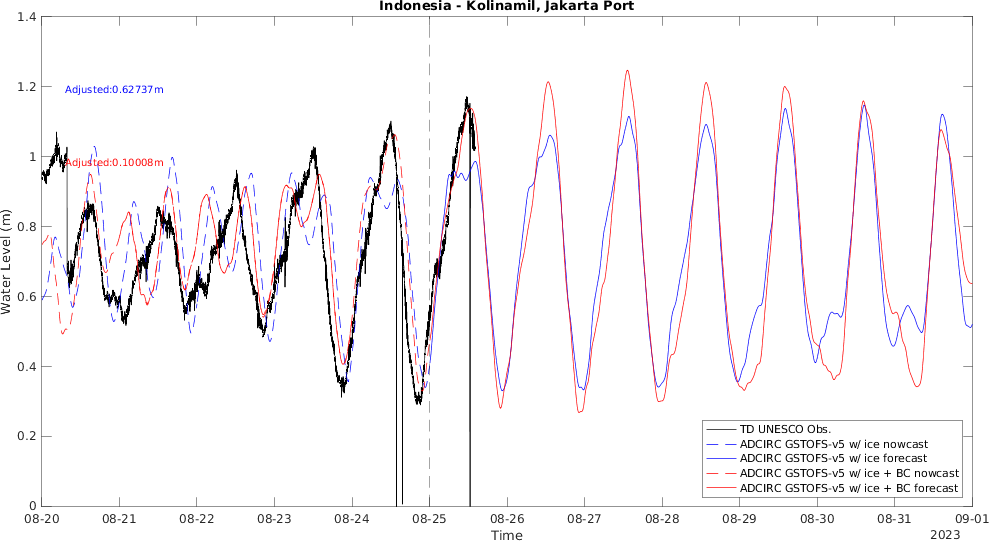 Indonesia - Kolinamil, Jakarta Port
1.4
1.2
1
0.8
0.6
0.4
0.2
0
Water Level (m)
Adjusted:0.62737m
Adjusted:0.10008m
TD UNESCO Obs.
ADCIRC GSTOFS-v5 w/ ice nowcast
ADCIRC GSTOFS-v5 w/ ice forecast
ADCIRC GSTOFS-v5 w/ ice + BC nowcast
ADCIRC GSTOFS-v5 w/ ice + BC forecast
08-20 08-21 08-22 08-23 08-24 08-25 08-26 08-27 08-28 08-29 08-30 08-31 09-01
Time
2023